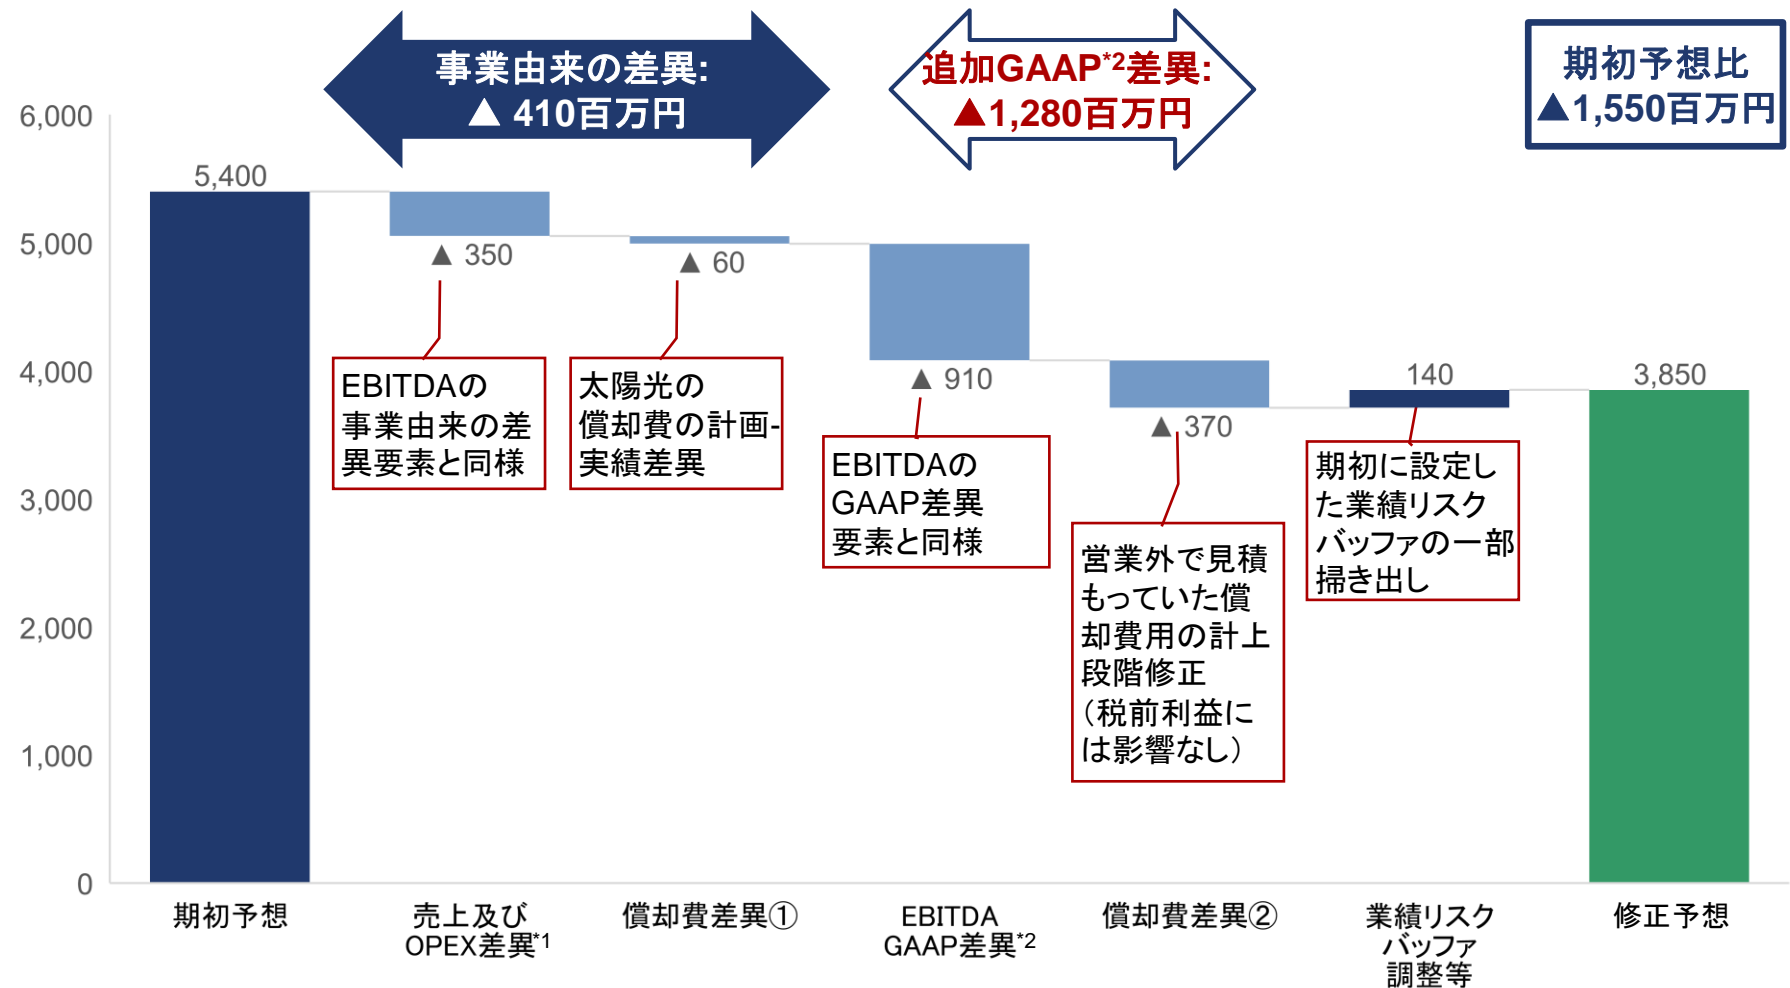 事業由来の差異:
▲ 410百万円
追加GAAP*2差異:
▲1,280百万円
期初予想比
▲1,550百万円
6,000
5,000
4,000
3,000
2,000
1,000
0
5,400
▲ 350
▲ 60
▲ 910
▲ 370
140
3,850
EBITDAの
事業由来の差
異要素と同様
太陽光の
償却費の計画-
実績差異
EBITDAの
GAAP差異
要素と同様
営業外で見積
もっていた償
却費用の計上
段階修正
（税前利益に
は影響なし）
期初に設定し
た業績リスク
バッファの一部
掃き出し
期初予想
売上及び
OPEX差異*1
償却費差異①
EBITDA
GAAP差異*2
償却費差異②
業績リスク
バッファ
調整等
修正予想